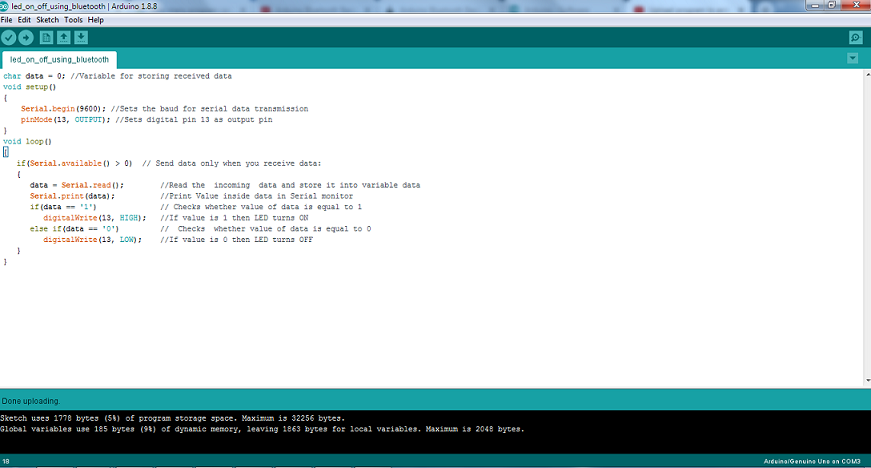 led_on_off_using_bluetooth | Arduino 1.8.8
File Edit Sketch Tools Help
led_on_off_using_bluetooth
char data = 0; //Variable for storing received data
void setup()
{
Serial.begin(9600); //Sets the baud for serial data transmission
pinMode(13, OUTPUT); //Sets digital pin 13 as output pin
}
void loop()
{
if(Serial.available() > 0) // Send data only when you receive data:
{
data = Serial.read(); //Read the incoming data and store it into variable data
Serial.print(data); //Print Value inside data in Serial monitor
if(data == '1') // Checks whether value of data is equal to 1
digitalWrite(13, HIGH); //If value is 1 then LED turns ON
else if(data == '0') // Checks whether value of data is equal to 0
digitalWrite(13, LOW); //If value is 0 then LED turns OFF
}
}
Done uploading.
Sketch uses 1778 bytes (5%) of program storage space. Maximum is 32256 bytes.
Global variables use 185 bytes (9%) of dynamic memory, leaving 1863 bytes for local variables. Maximum is 2048 bytes.
18 Arduino/Genuino Uno on COM3